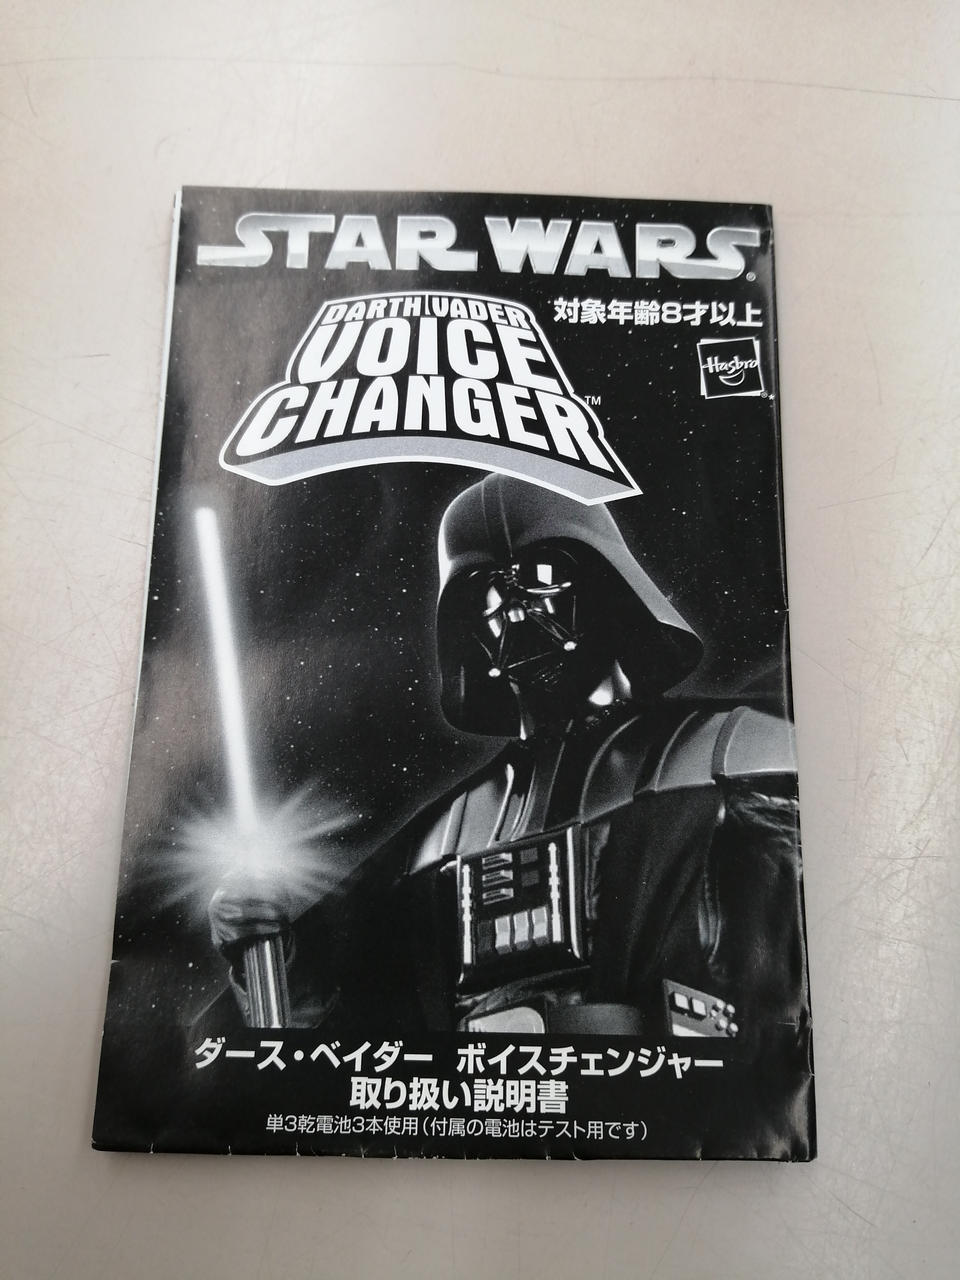 STAR WARS®
DARTH VADER
VOICE
CHANGER™
対象年齢8才以上
Hasbro®*
ダース・ベイダー ボイスチェンジャー
取り扱い説明書
単3乾電池3本使用(付属の電池はテスト用です)